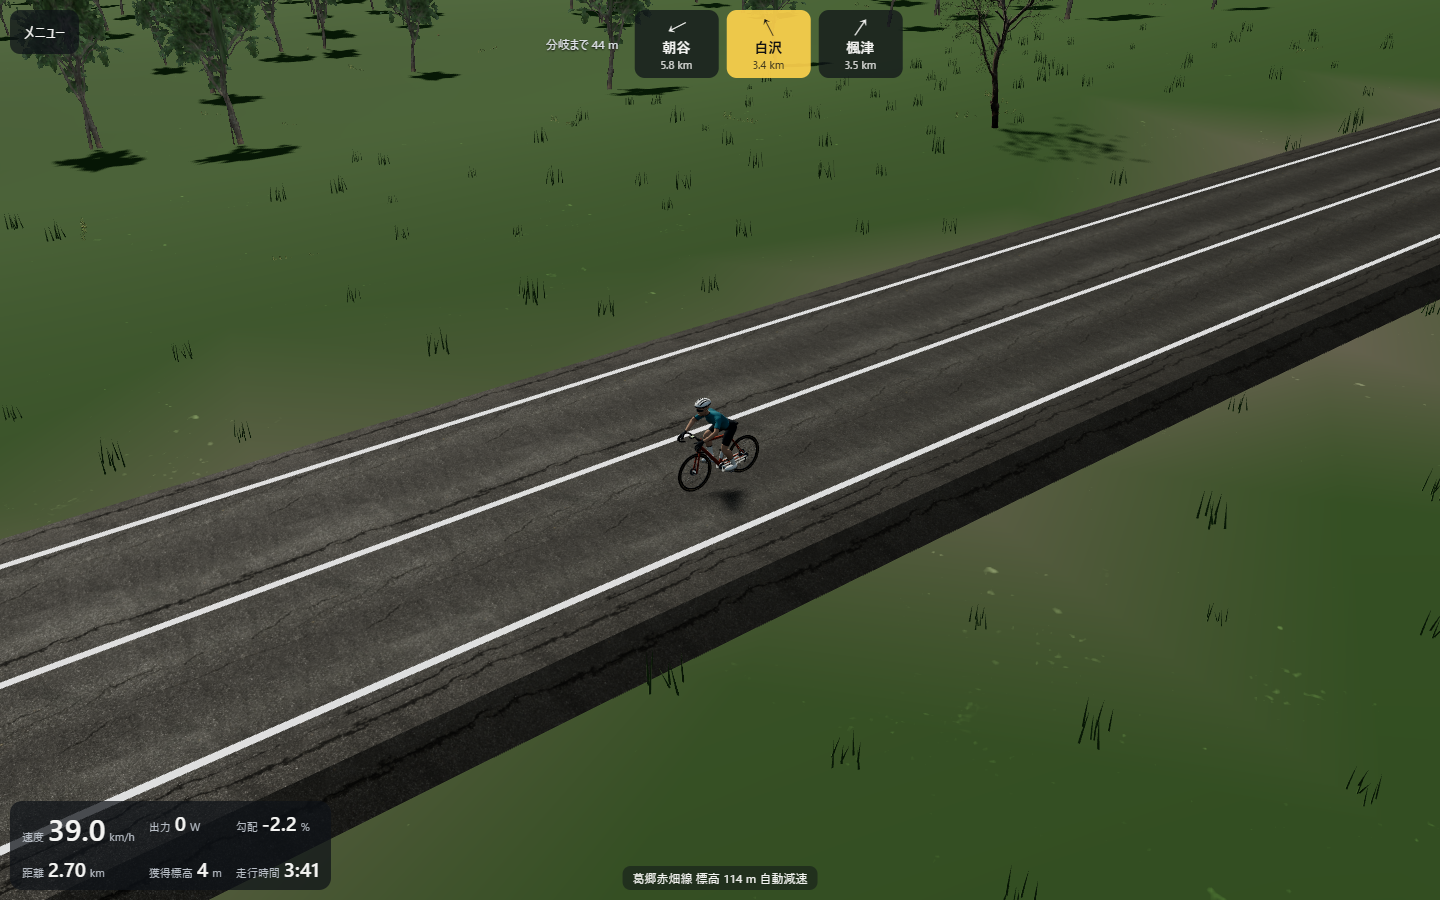 メニュー
分岐まで 44 m
朝谷
5.8 km
白沢
3.4 km
楓津
3.5 km
速度 39.0 km/h
出力 0 W
勾配 -2.2 %
距離 2.70 km
獲得標高 4 m
走行時間 3:41
葛郷赤畑線 標高 114 m 自動減速